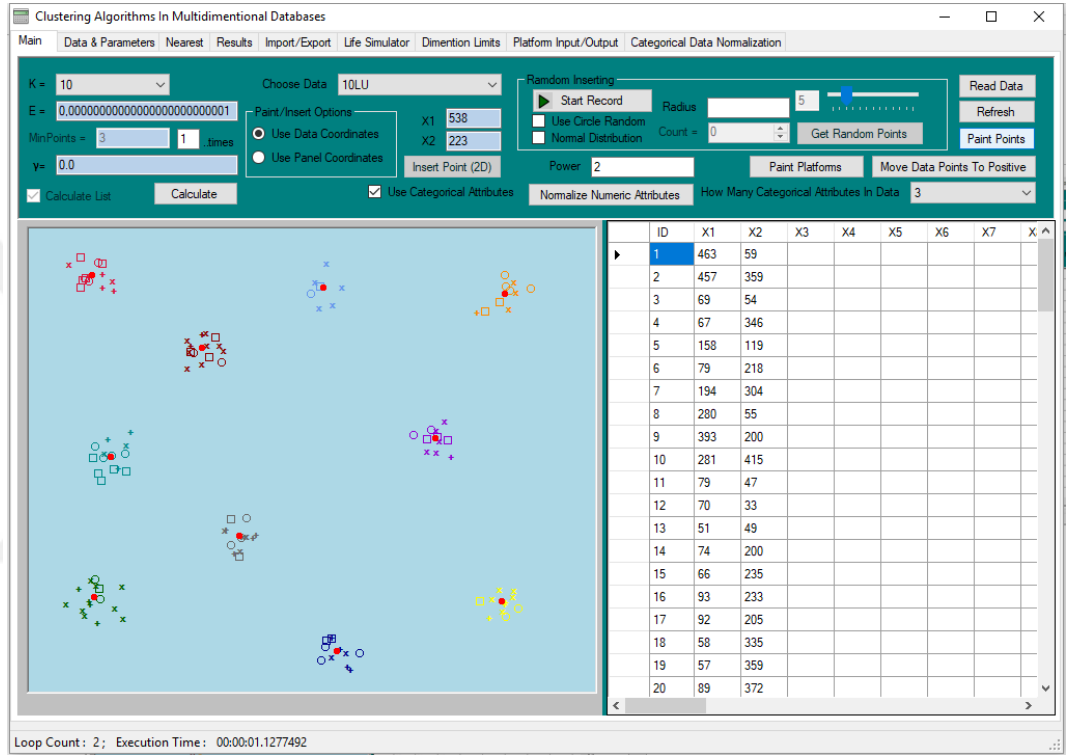 Clustering Algorithms In Multidimentional Databases
Main Data & Parameters Nearest Results Import/Export Life Simulator Dimention Limits Platform Input/Output Categorical Data Normalization
K = 10 Choose Data 10LU Ramdom Inserting Read Data
Start Record Radius 5
E = 0,0000000000000000000000001 Paint/Insert Options X1 538 Use Circle Random Refresh
MinPoints = 3 1 ..times Use Data Coordinates X2 223 Normal Distribution Count = 0 Get Random Points Paint Points
γ= 0.0 Use Panel Coordinates Insert Point (2D) Power 2 Paint Platforms Move Data Points To Positive
Calculate List Calculate Use Categorical Attributes Normalize Numeric Attributes How Many Categorical Attributes In Data 3
ID X1 X2 X3 X4 X5 X6 X7
1 463 59
2 457 359
3 69 54
4 67 346
5 158 119
6 79 218
7 194 304
8 280 55
9 393 200
10 281 415
11 79 47
12 70 33
13 51 49
14 74 200
15 66 235
16 93 233
17 92 205
18 58 335
19 57 359
20 89 372
Loop Count : 2 ; Execution Time : 00:00:01.1277492